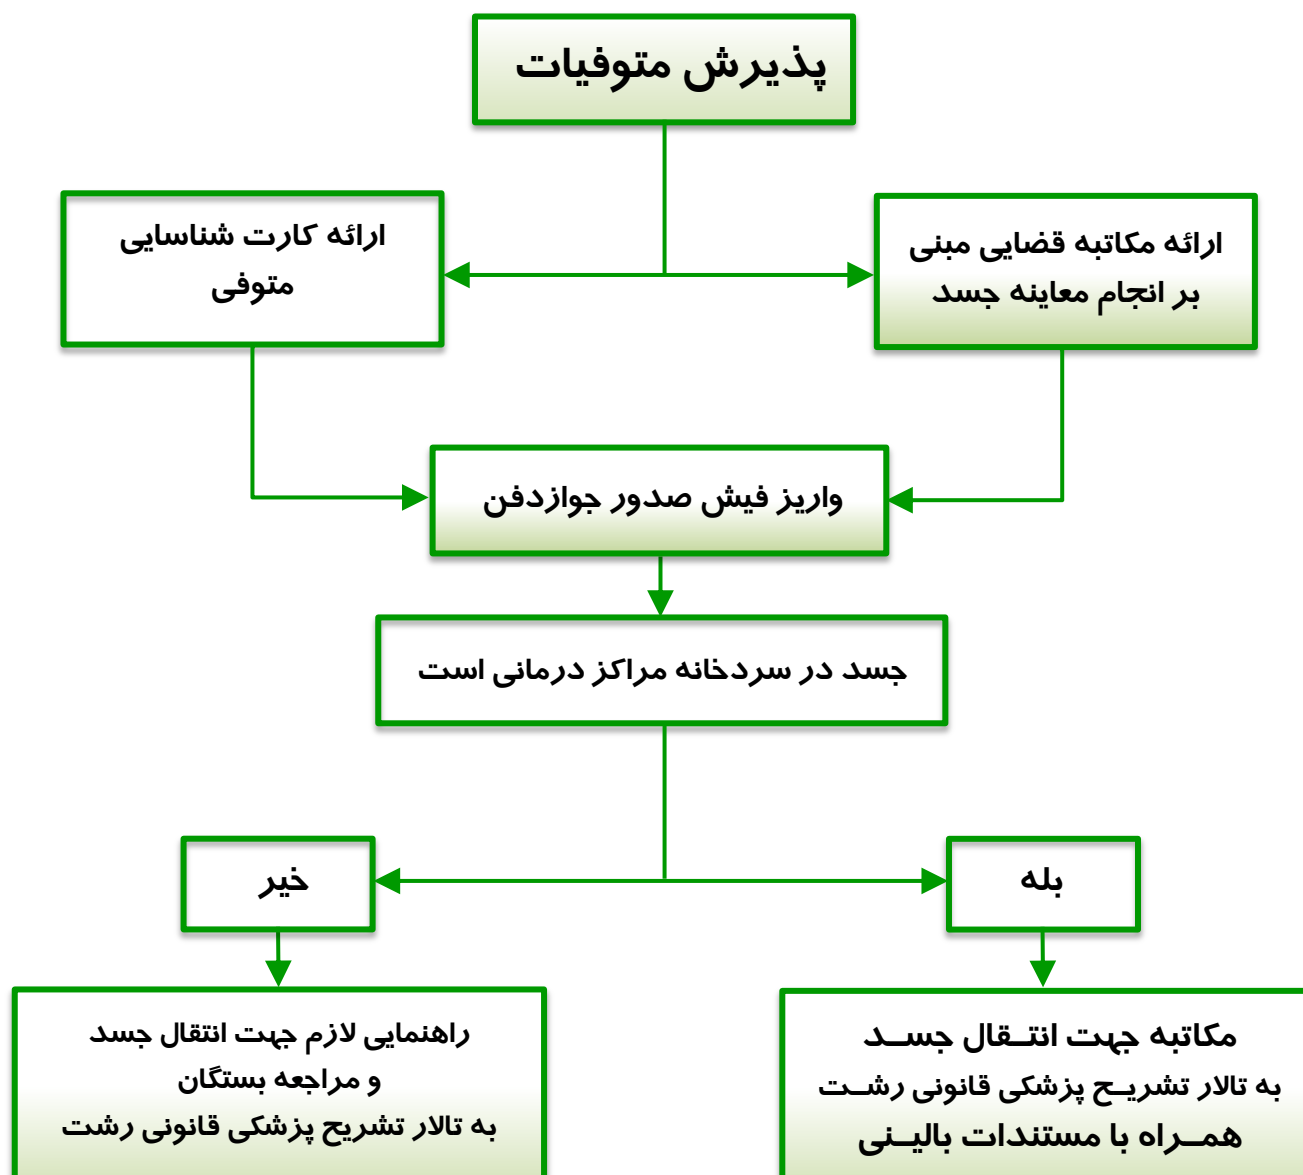 پذیرش متوفیات
ارائه مکاتبه قضایی مبنی
بر انجام معاینه جسد
ارائه کارت شناسایی
متوفی
واریز فیش صدور جوازدفن
جسد در سردخانه مراکز درمانی است
بله
خیر
مکاتبه جهت انتــقال جســد
به تالار تشریــح پزشکی قانونی رشــت
همــراه با مستندات بالیــنی
راهنمایی لازم جهت انتقال جسد
و مراجعه بستگان
به تالار تشریح پزشکی قانونی رشت